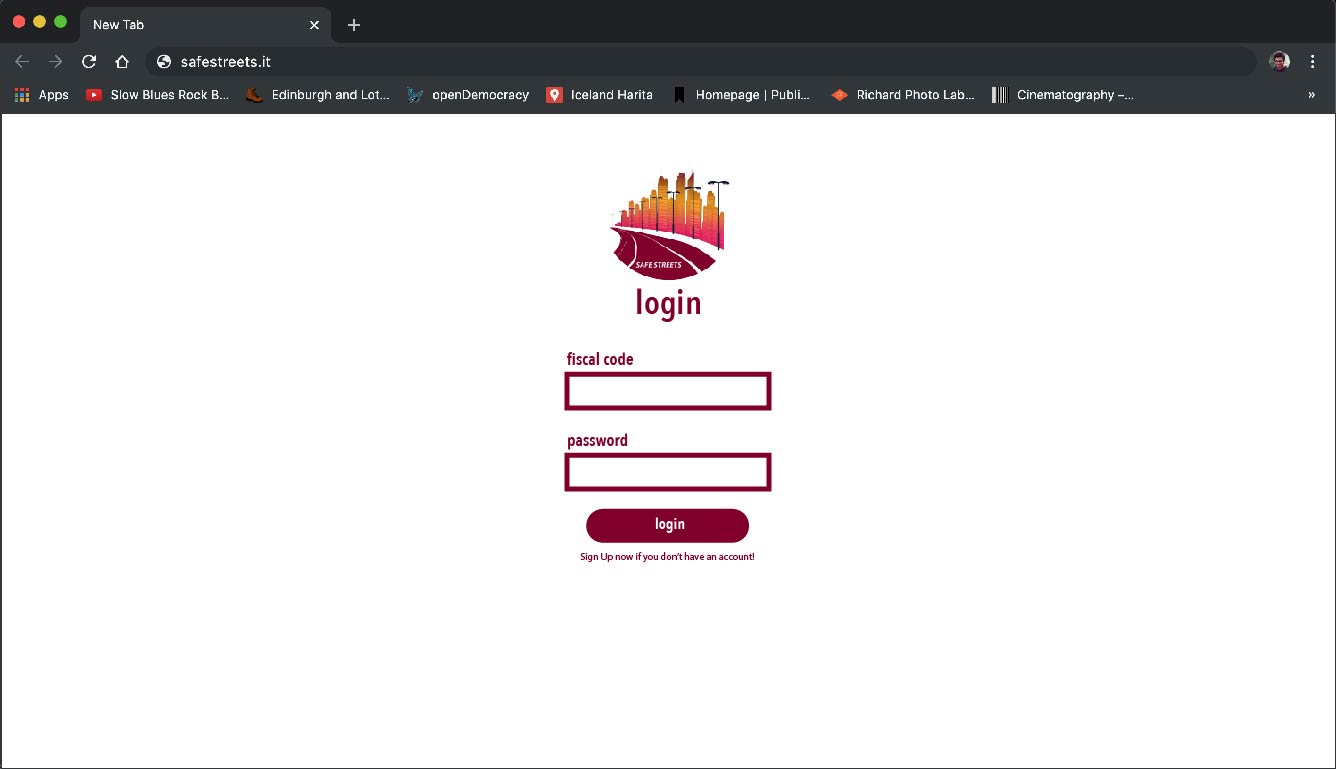 New Tab
safestreets.it
Apps Slow Blues Rock B... Edinburgh and Lot... openDemocracy Iceland Harita Homepage | Publi... Richard Photo Lab... Cinematography –... »
SAFE STREETS
login
fiscal code
password
login
Sign Up now if you don't have an account!